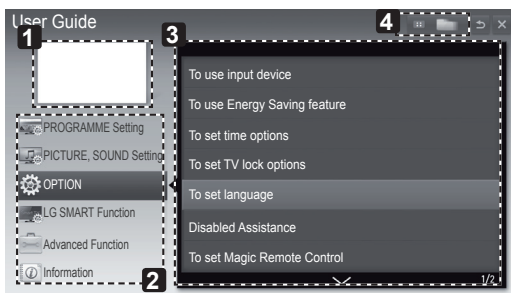 User Guide
4
1
3
To use input device
To use Energy Saving feature
To set time options
To set TV lock options
To set language
Disabled Assistance
To set Magic Remote Control
1/2
PROGRAMME Setting
PICTURE, SOUND Setting
OPTION
LG SMART Function
Advanced Function
Information
2